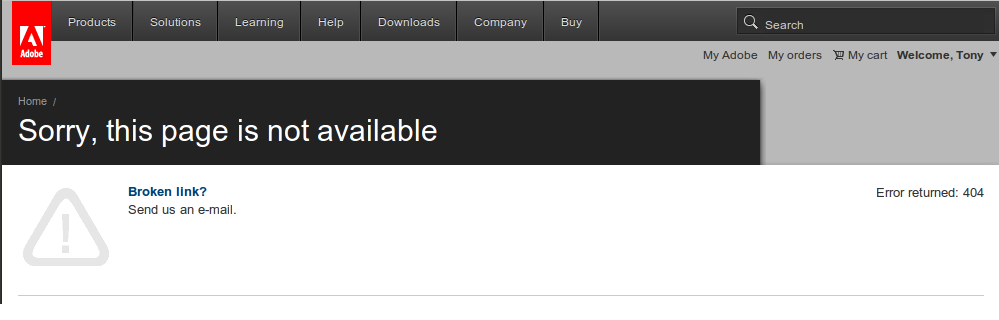 Products Solutions Learning Help Downloads Company Buy Search
Adobe
My Adobe My orders My cart Welcome, Tony
Home /
Sorry, this page is not available
Broken link? Error returned: 404
Send us an e-mail.